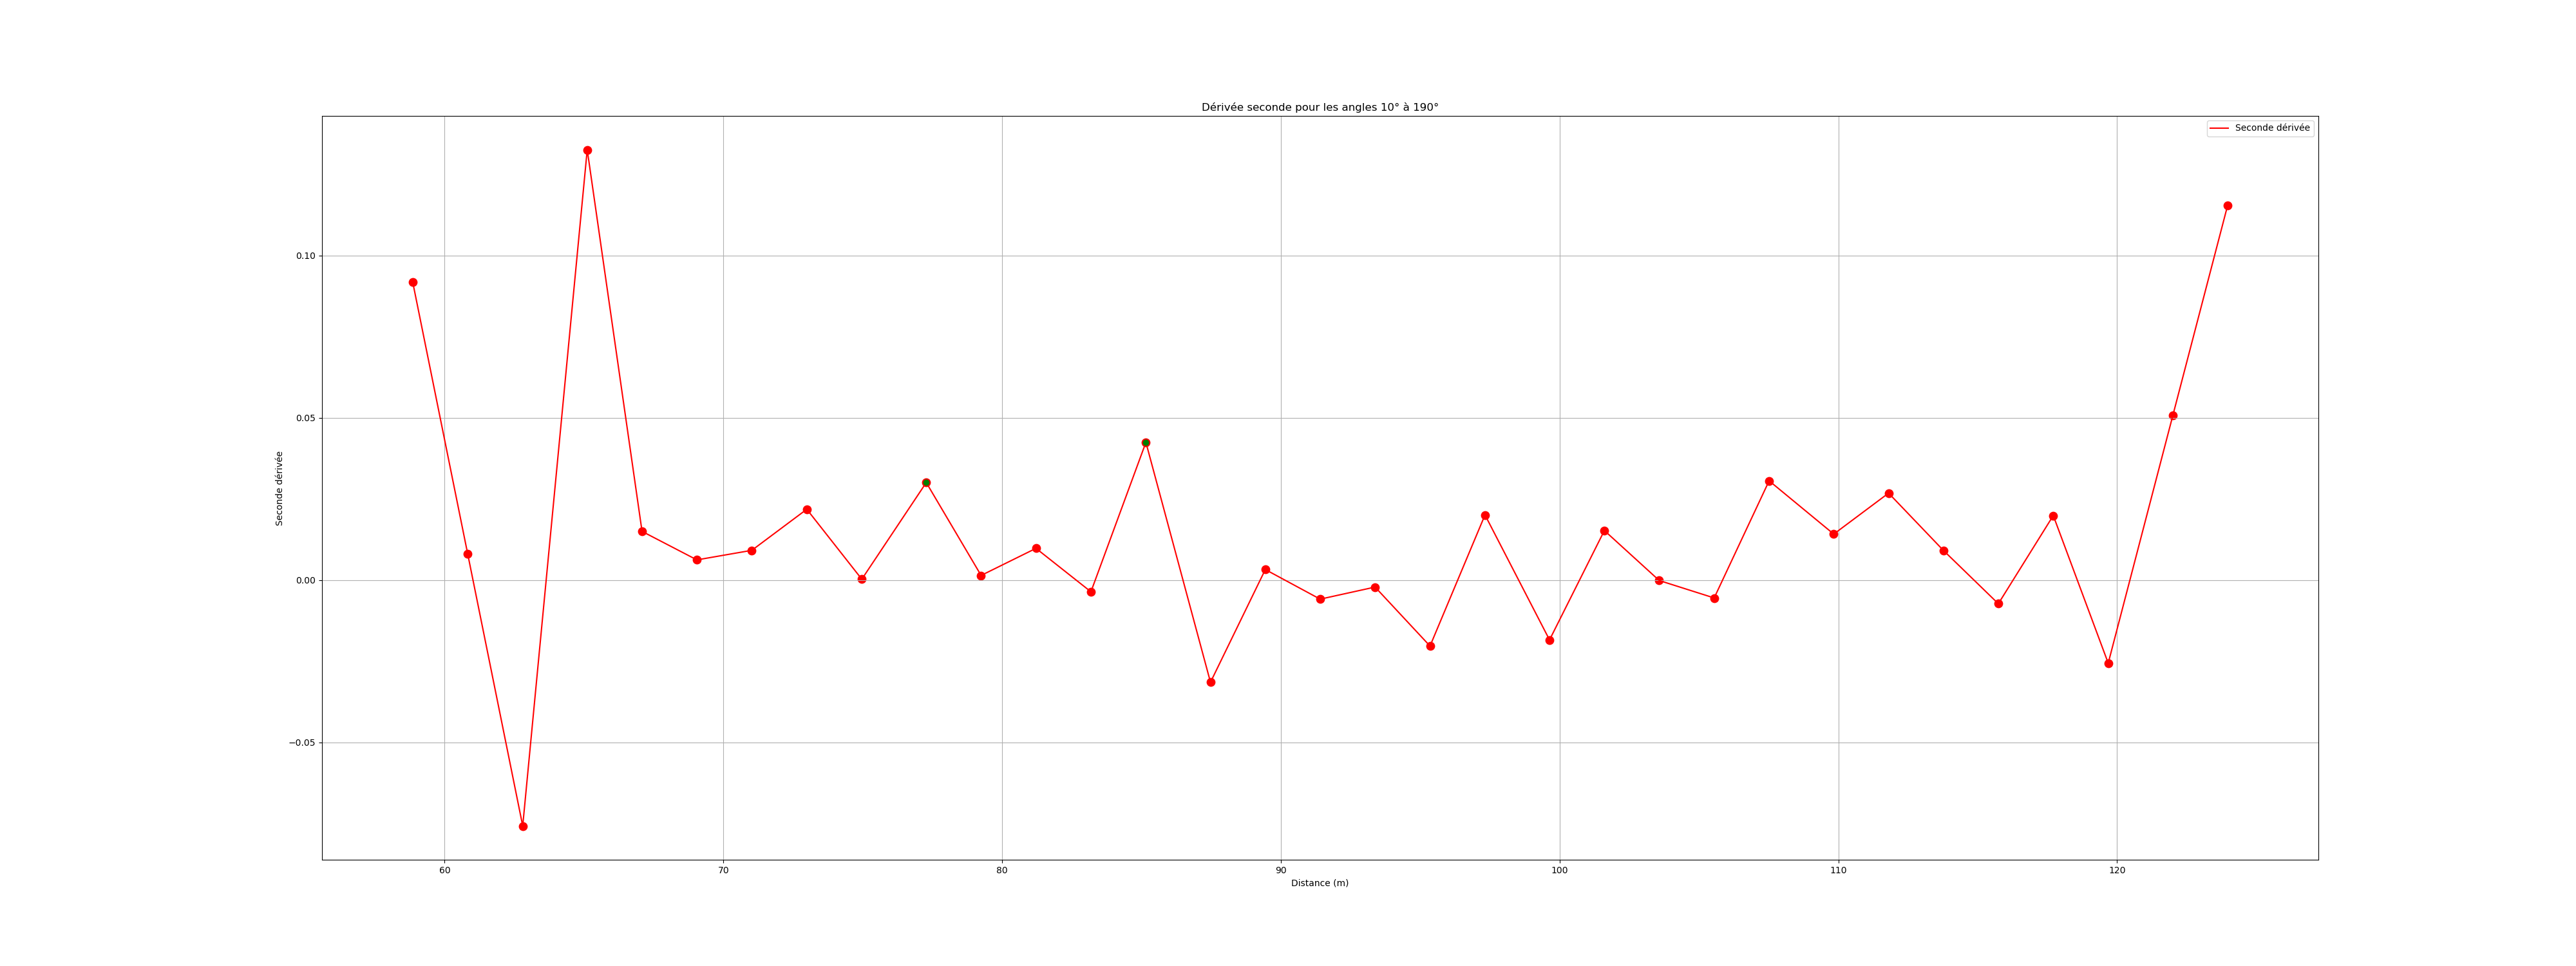 Dérivée seconde pour les angles 10° à 190°
Seconde dérivée
0.10
0.05
0.00
−0.05
Seconde dérivée
60 70 80 90 100 110 120
Distance (m)